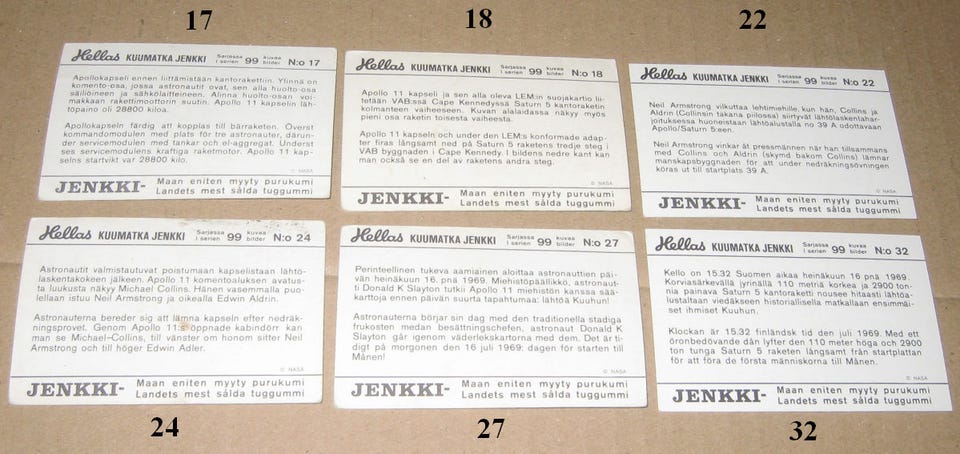 17
18
22
Hellas KUUMATKA JENKKI Sarjassa I serien 99 kuvaa bilder N:o 17
Apollokapseli ennen liittämistään kantorakettiin. Ylinnä on
komento-osa, jossa astronautit ovat, sen alla huolto-osa
säiliöineen ja sähkölaitteineen. Alinna huolto-osan voi-
makkaan rakettimoottorin suutin. Apollo 11 kapselin läh-
töpaino oli 28800 kiloa.
Apollokapseln färdig att kopplas till bärraketen. Överst
kommandomodulen med plats för tre astronauter, därun-
der servicemodulen med tankar och el-aggregat. Underst
ses servicemodulens kraftiga raketmotor. Apollo 11 kap-
selns startvikt var 28800 kilo.
© NASA
JENKKI- Maan eniten myyty purukumi
Landets mest sålda tuggummi
Hellas KUUMATKA JENKKI Sarjassa I serien 99 kuvaa bilder N:o 18
Apollo 11 kapseli ja sen alla oleva LEM:n suojakartio lii-
tetään VAB:ssä Cape Kennedyssä Saturn 5 kantoraketin
kolmanteen vaiheeseen. Kuvan alalaidassa näkyy myös
pieni osa raketin toisesta vaiheesta.
Apollo 11 kapseln och under den LEM:s konformade adap-
ter firas långsamt ned på Saturn 5 raketens tredje steg i
VAB byggnaden i Cape Kennedy. I bildens nedre kant kan
man också se en del av raketens andra steg.
© NASA
JENKKI- Maan eniten myyty purukumi
Landets mest sålda tuggummi
Hellas KUUMATKA JENKKI Sarjassa I serien 99 kuvaa bilder N:o 22
Neil Armstrong vilkuttaa lehtimiehille, kun hän, Collins ja
Aldrin (Collinsin takana piilossa) siirtyvät lähtölaskentahar-
joituksessa huoneistaan lähtöalustalla no 39 A odottavaan
Apollo/Saturn 5:een.
Neil Armstrong vinkar åt pressmännen när han tillsammans
med Collins och Aldrin (skymd bakom Collins) lämnar
manskapsbyggnaden för att under nedräkningsövningen
köras ut till startplats 39 A.
© NASA
JENKKI- Maan eniten myyty purukumi
Landets mest sålda tuggummi
Hellas KUUMATKA JENKKI Sarjassa I serien 99 kuvaa bilder N:o 24
Astronautit valmistautuvat poistumaan kapselistaan lähtö-
laskentakokeen jälkeen. Apollo 11 komentoaluksen avatus-
ta luukusta näkyy Michael Collins. Hänen vasemmalla puo-
lellaan istuu Neil Armstrong ja oikealla Edwin Aldrin.
Astronauterna bereder sig att lämna kapseln efter nedräk-
ningsprovet. Genom Apollo 11:s öppnade kabindörr kan
man se Michael-Collins, till vänster om honom sitter Neil
Armstrong och till höger Edwin Adler.
© NASA
JENKKI- Maan eniten myyty purukumi
Landets mest sålda tuggummi
Hellas KUUMATKA JENKKI Sarjassa I serien 99 kuvaa bilder N:o 27
Perinteellinen tukeva aamiainen aloittaa astronauttien päi-
vän heinäkuun 16. pnä 1969. Miehistöpäällikkö, astronaut-
ti Donald K Slayton tutkii Apollo 11 miehistön kanssa sää-
karttoja ennen päivän suurta tapahtumaa: lähtöä Kuuhun!
Astronauterna börjar sin dag med den traditionella stadiga
frukosten medan besättningschefen, astronaut Donald K
Slayton går igenom väderlekskartorna med dem. Det är ti-
digt på morgonen den 16 juli 1969: dagen för starten till
Månen!
© NASA
JENKKI- Maan eniten myyty purukumi
Landets mest sålda tuggummi
Hellas KUUMATKA JENKKI Sarjassa I serien 99 kuvaa bilder N:o 32
Kello on 15.32 Suomen aikaa heinäkuun 16 pnä 1969.
Korviasärkevällä jyrinällä 110 metriä korkea ja 2900 ton-
nia painava Saturn 5 kantoraketti nousee hitaasti lähtöa-
lustaltaan viedäkseen historiallisella matkallaan ensimmäi-
set ihmiset Kuuhun.
Klockan är 15.32 finländsk tid den juli 1969. Med ett
öronbedövande dån lyfter den 110 meter höga och 2900
ton tunga Saturn 5 raketen långsamt från startplattan
för att föra de första människorna till Månen.
© NASA
JENKKI- Maan eniten myyty purukumi
Landets mest sålda tuggummi
24
27
32